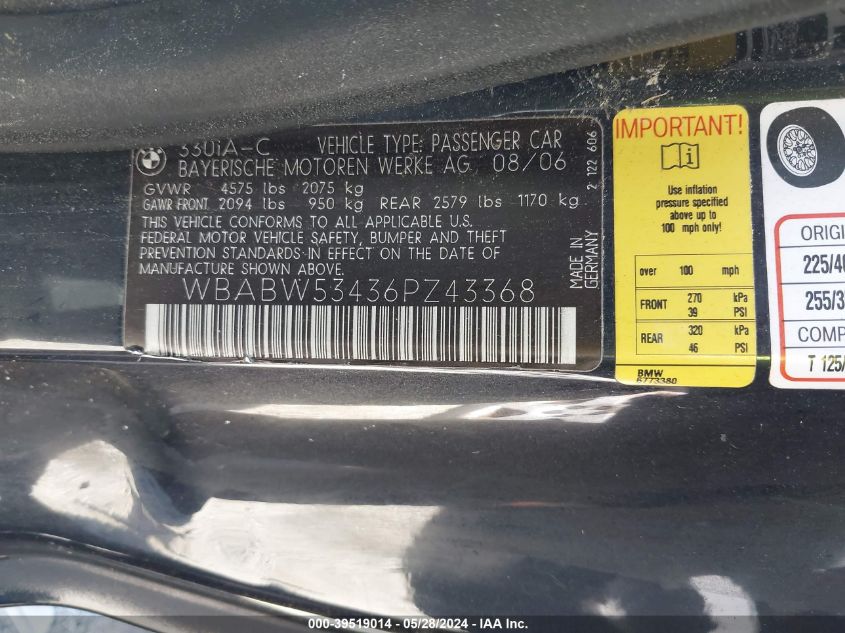 330iA-C VEHICLE TYPE: PASSENGER CAR
BAYERISCHE MOTOREN WERKE AG 08/06
GVWR 4575 lbs 2075 kg
GAWR FRONT 2094 lbs 950 kg REAR 2579 lbs 1170 kg
THIS VEHICLE CONFORMS TO ALL APPLICABLE U.S.
FEDERAL MOTOR VEHICLE SAFETY, BUMPER AND THEFT
PREVENTION STANDARDS IN EFFECT ON THE DATE OF
MANUFACTURE SHOWN ABOVE.
WBABW53436PZ43368
MADE IN
GERMANY
2 122 606
IMPORTANT!
Use inflation
pressure specified
above up to
100 mph only!
over 100 mph
FRONT 270 kPa
39 PSI
REAR 320 kPa
46 PSI
BMW
6773380
ORIGI
225/40
255/3
COMP
T 125/
000-39519014 - 05/28/2024 - IAA Inc.